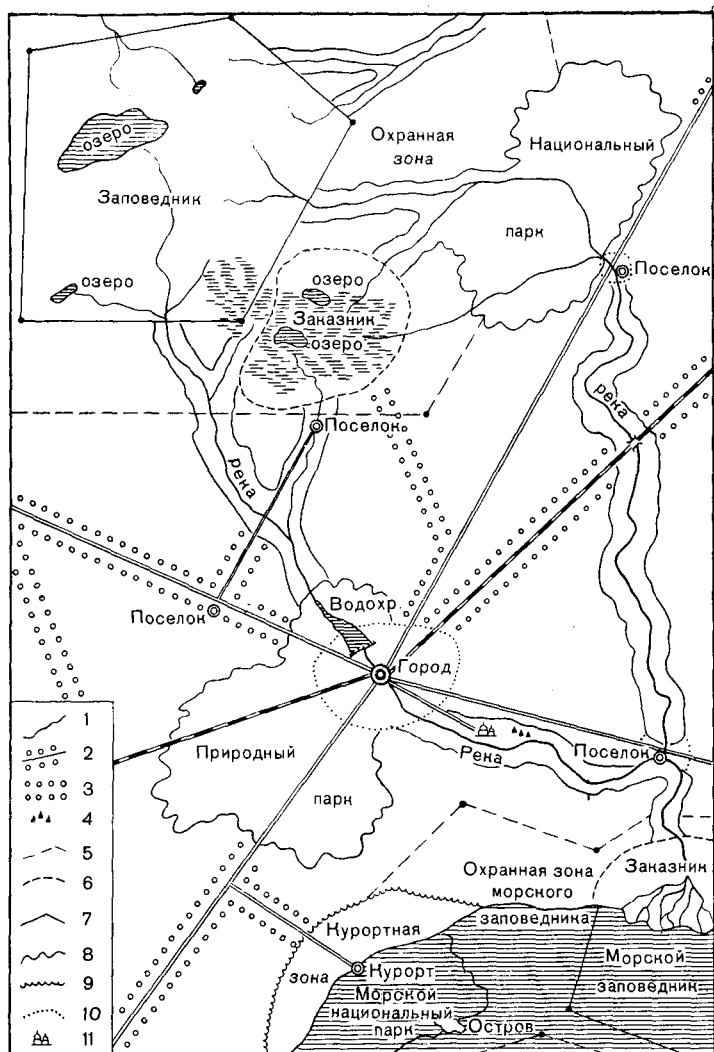 озеро
Охранная
зона
Национальный
Заповедник
парк
озеро
озеро
Поселок
Заказник
озеро
река
Поселок
река
Водохр.
Поселок
Город
Природный
Река
Поселок
парк
Охранная зона
морского
заповедника
Заказник
Курортная
зона
Курорт
Морской
заповедник
Морской
национальный
парк
Остров
1
2
3
4
5
6
7
8
9
10
11